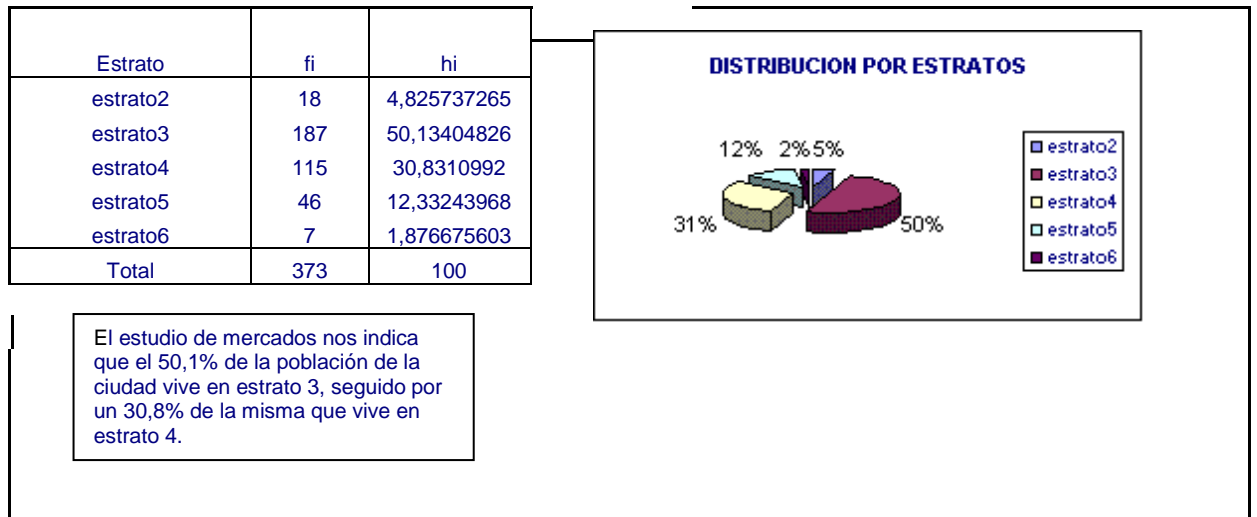 Estrato fi hi
estrato2 18 4,825737265
estrato3 187 50,13404826
estrato4 115 30,8310992
estrato5 46 12,33243968
estrato6 7 1,876675603
Total 373 100
DISTRIBUCION POR ESTRATOS
12% 2% 5%
31% 50%
estrato2
estrato3
estrato4
estrato5
estrato6
El estudio de mercados nos indica
que el 50,1% de la población de la
ciudad vive en estrato 3, seguido por
un 30,8% de la misma que vive en
estrato 4.